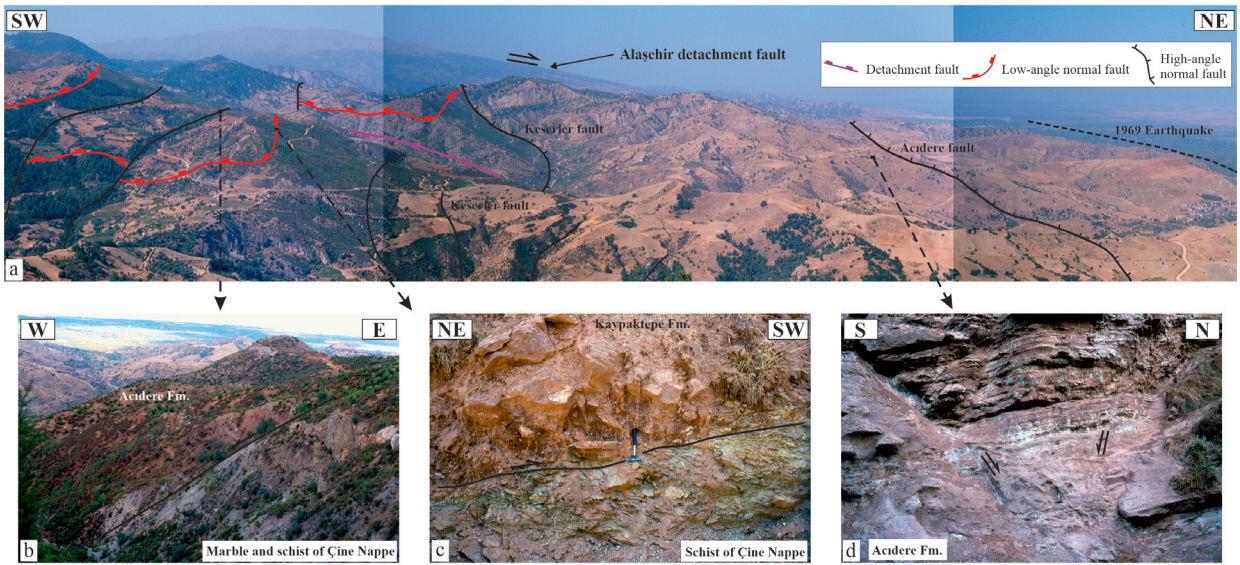 SW
NE
Alaşehir detachment fault
Detachment fault
Low-angle normal fault
High-angle
normal fault
Keserler fault
1969 Earthquake
Acıdere fault
Keserler fault
a
W
E
Acıdere Fm.
b
Marble and schist of Çine Nappe
NE
Kaypaktepe Fm.
SW
c
Schist of Çine Nappe
S
N
d
Acıdere Fm.